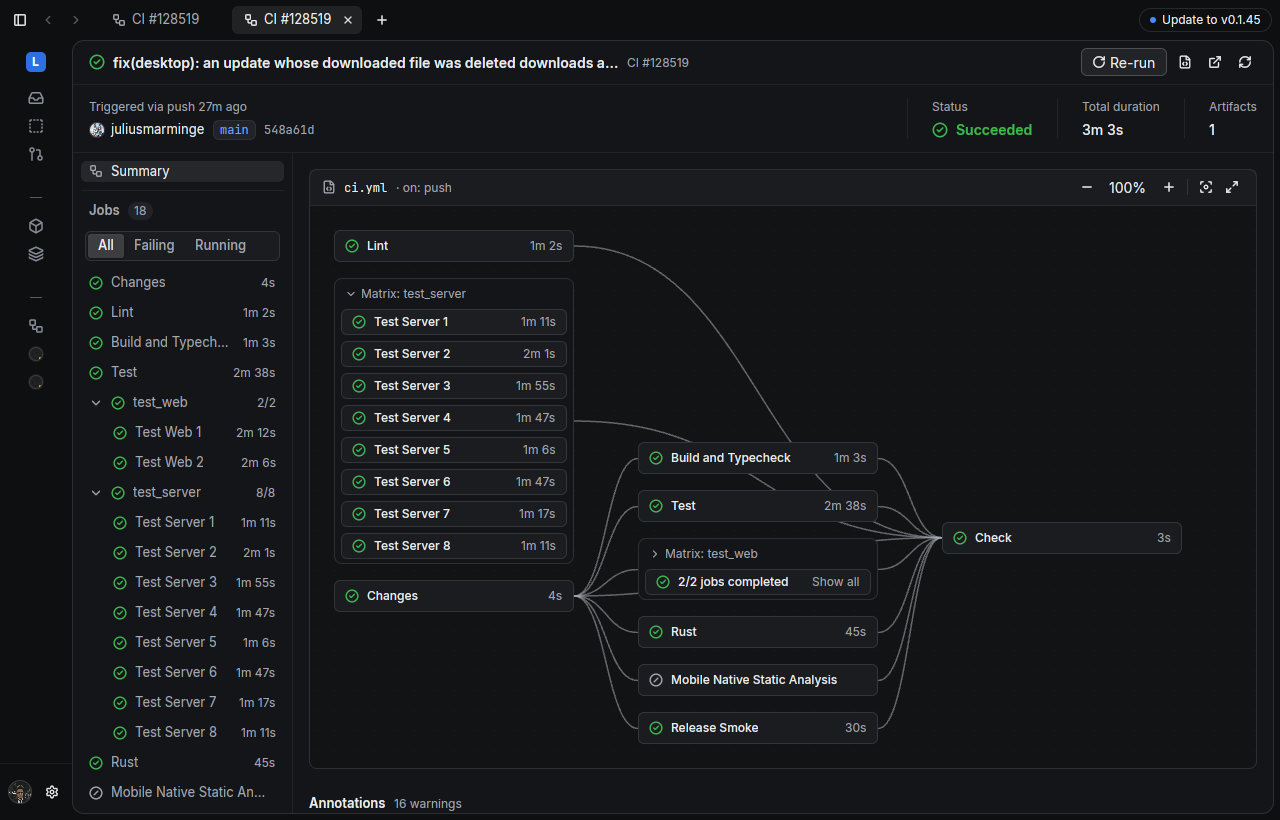 CI #128519
CI #128519
Update to v0.1.45
L
fix(desktop): an update whose downloaded file was deleted downloads a... CI #128519
Re-run
Triggered via push 27m ago
juliusmarminge main 548a61d
Status
Succeeded
Total duration
3m 3s
Artifacts
1
Summary
Jobs 18
All Failing Running
Changes 4s
Lint 1m 2s
Build and Typech... 1m 3s
Test 2m 38s
test_web 2/2
Test Web 1 2m 12s
Test Web 2 2m 6s
test_server 8/8
Test Server 1 1m 11s
Test Server 2 2m 1s
Test Server 3 1m 55s
Test Server 4 1m 47s
Test Server 5 1m 6s
Test Server 6 1m 47s
Test Server 7 1m 17s
Test Server 8 1m 11s
Rust 45s
Mobile Native Static An...
ci.yml · on: push
100%
Lint 1m 2s
Matrix: test_server
Test Server 1 1m 11s
Test Server 2 2m 1s
Test Server 3 1m 55s
Test Server 4 1m 47s
Test Server 5 1m 6s
Test Server 6 1m 47s
Test Server 7 1m 17s
Test Server 8 1m 11s
Changes 4s
Build and Typecheck 1m 3s
Test 2m 38s
Matrix: test_web
2/2 jobs completed Show all
Rust 45s
Mobile Native Static Analysis
Release Smoke 30s
Check 3s
Annotations 16 warnings